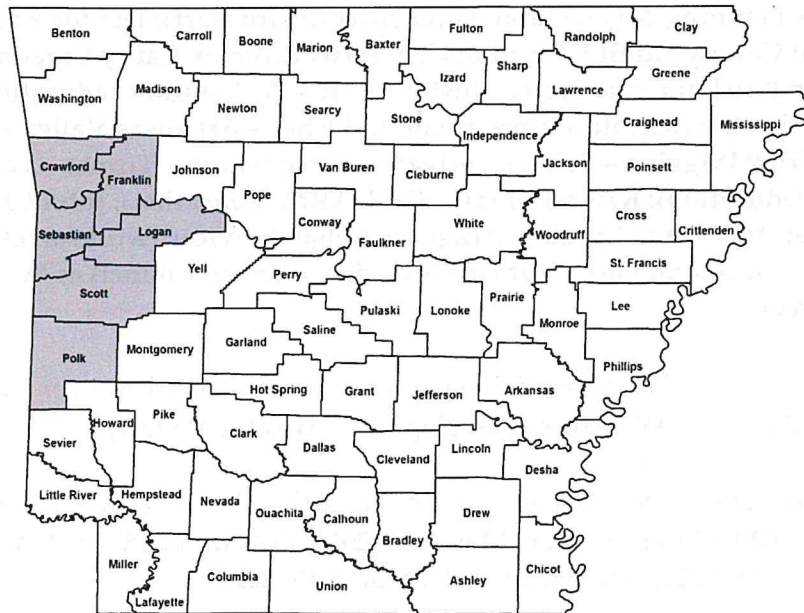 Benton
Carroll
Boone
Marion
Baxter
Fulton
Randolph
Clay
Washington
Madison
Newton
Searcy
Stone
Izard
Sharp
Lawrence
Greene
Independence
Craighead
Mississippi
Crawford
Franklin
Johnson
Pope
Van Buren
Cleburne
Jackson
Poinsett
Sebastian
Logan
Conway
Faulkner
White
Woodruff
Cross
Crittenden
St. Francis
Scott
Yell
Perry
Pulaski
Lonoke
Prairie
Monroe
Lee
Polk
Montgomery
Garland
Saline
Phillips
Hot Spring
Grant
Jefferson
Arkansas
Howard
Pike
Clark
Dallas
Cleveland
Lincoln
Desha
Sevier
Little River
Hempstead
Nevada
Ouachita
Calhoun
Bradley
Drew
Miller
Lafayette
Columbia
Union
Ashley
Chicot